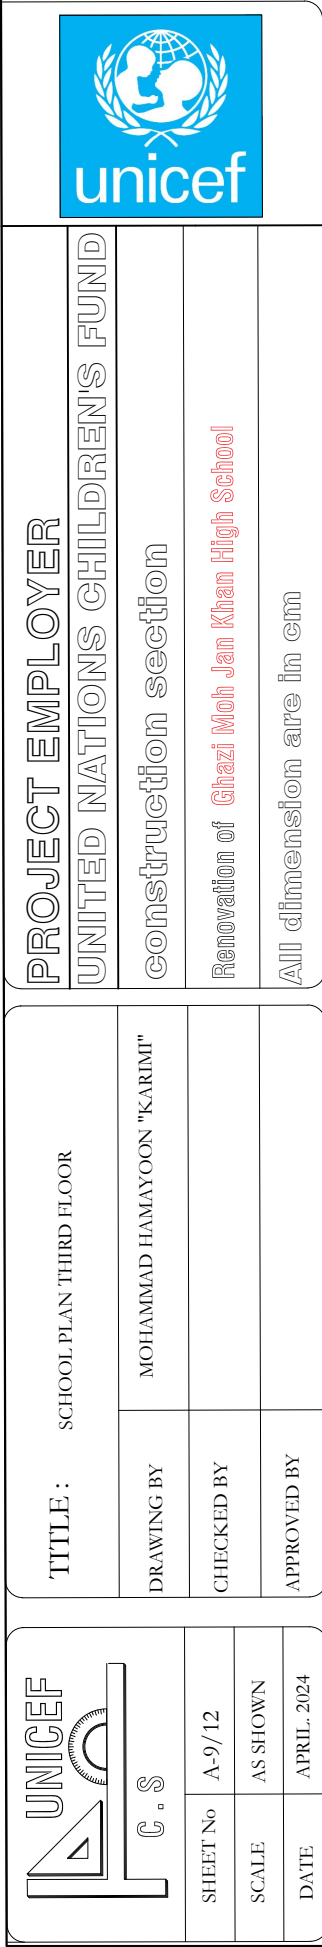 unicef
PROJECT EMPLOYER
UNITED NATIONS CHILDREN'S FUND
construction section
Renovation of Ghazi Moh Jan Khan High School
All dimension are in cm
TITLE : SCHOOL PLAN THIRD FLOOR
DRAWING BY MOHAMMAD HAMAYOON "KARIMI"
CHECKED BY
APPROVED BY
UNICEF
C . S
SHEET No A-9/12
SCALE AS SHOWN
DATE APRIL. 2024